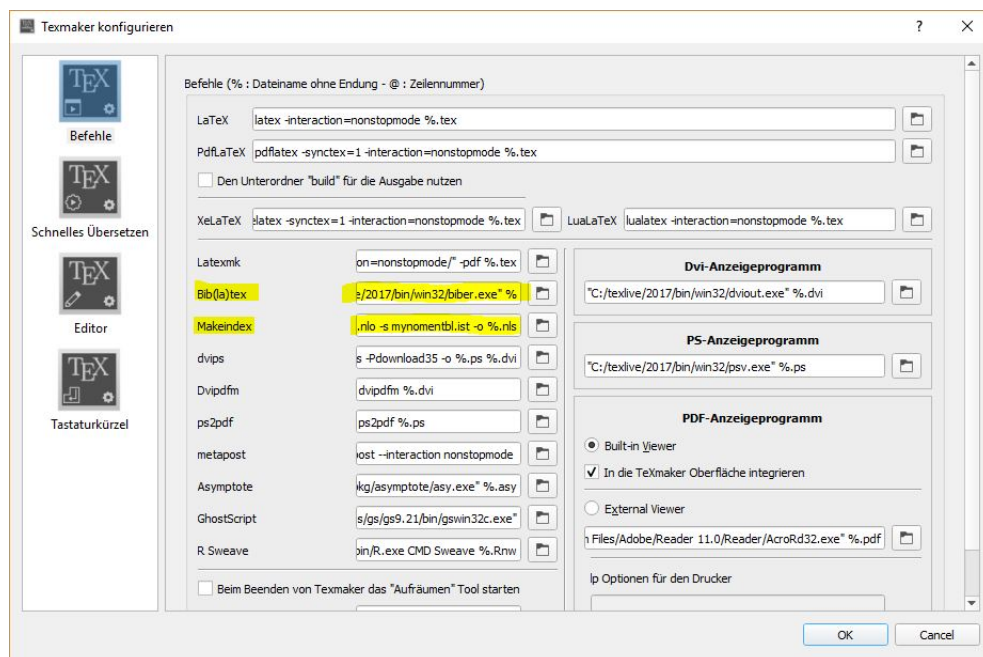 Texmaker konfigurieren
? ×
TEX
Befehle
TEX
Schnelles Übersetzen
TEX
Editor
TEX
Tastaturkürzel
Befehle (% : Dateiname ohne Endung - @ : Zeilennummer)
LaTeX latex -interaction=nonstopmode %.tex
PdfLaTeX pdflatex -synctex=1 -interaction=nonstopmode %.tex
Den Unterordner "build" für die Ausgabe nutzen
XeLaTeX elatex -synctex=1 -interaction=nonstopmode %.tex LuaLaTeX lualatex -interaction=nonstopmode %.tex
Latexmk on=nonstopmode/" -pdf %.tex
Bib(la)tex e/2017/bin/win32/biber.exe" %
Makeindex .nlo -s mynomentbl.ist -o %.nls
dvips s -Pdownload35 -o %.ps %.dvi
Dvipdfm dvipdfm %.dvi
ps2pdf ps2pdf %.ps
metapost post --interaction nonstopmode
Asymptote kg/asymptote/asy.exe" %.asy
GhostScript s/gs/gs9.21/bin/gswin32c.exe"
R Sweave bin/R.exe CMD Sweave %.Rnw
Beim Beenden von Texmaker das "Aufräumen" Tool starten
Dvi-Anzeigeprogramm
"C:/texlive/2017/bin/win32/dviout.exe" %.dvi
PS-Anzeigeprogramm
"C:/texlive/2017/bin/win32/psv.exe" %.ps
PDF-Anzeigeprogramm
Built-in Viewer
In die TeXmaker Oberfläche integrieren
External Viewer
n Files/Adobe/Reader 11.0/Reader/AcroRd32.exe" %.pdf
lp Optionen für den Drucker
OK Cancel